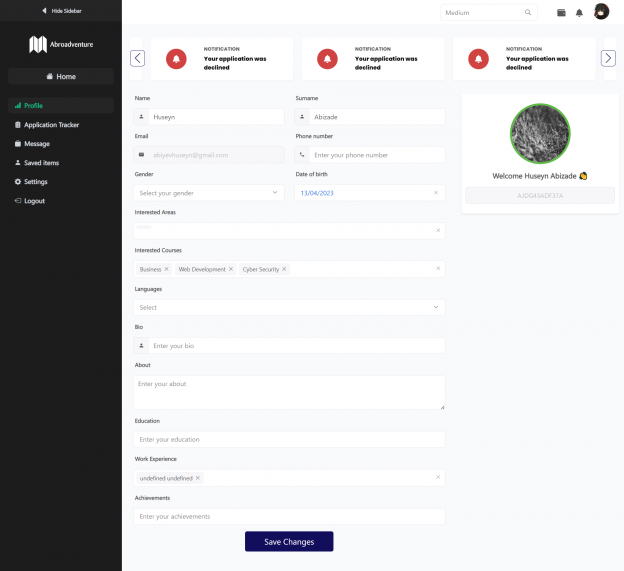 Hide Sidebar
Medium
Abroadventure
Home
Profile
Application Tracker
Message
Saved items
Settings
Logout
NOTIFICATION
Your application was
declined
NOTIFICATION
Your application was
declined
NOTIFICATION
Your application was
declined
Name
Surname
Huseyn
Abizade
Email
Phone number
abiyevhuseyn@gmail.com
Enter your phone number
Gender
Date of birth
Select your gender
13/04/2023
Interested Areas
Interested Courses
Business
Web Development
Cyber Security
Languages
Select
Bio
Enter your bio
About
Enter your about
Education
Enter your education
Work Experience
undefined undefined
Achievements
Enter your achievements
Save Changes
Welcome Huseyn Abizade